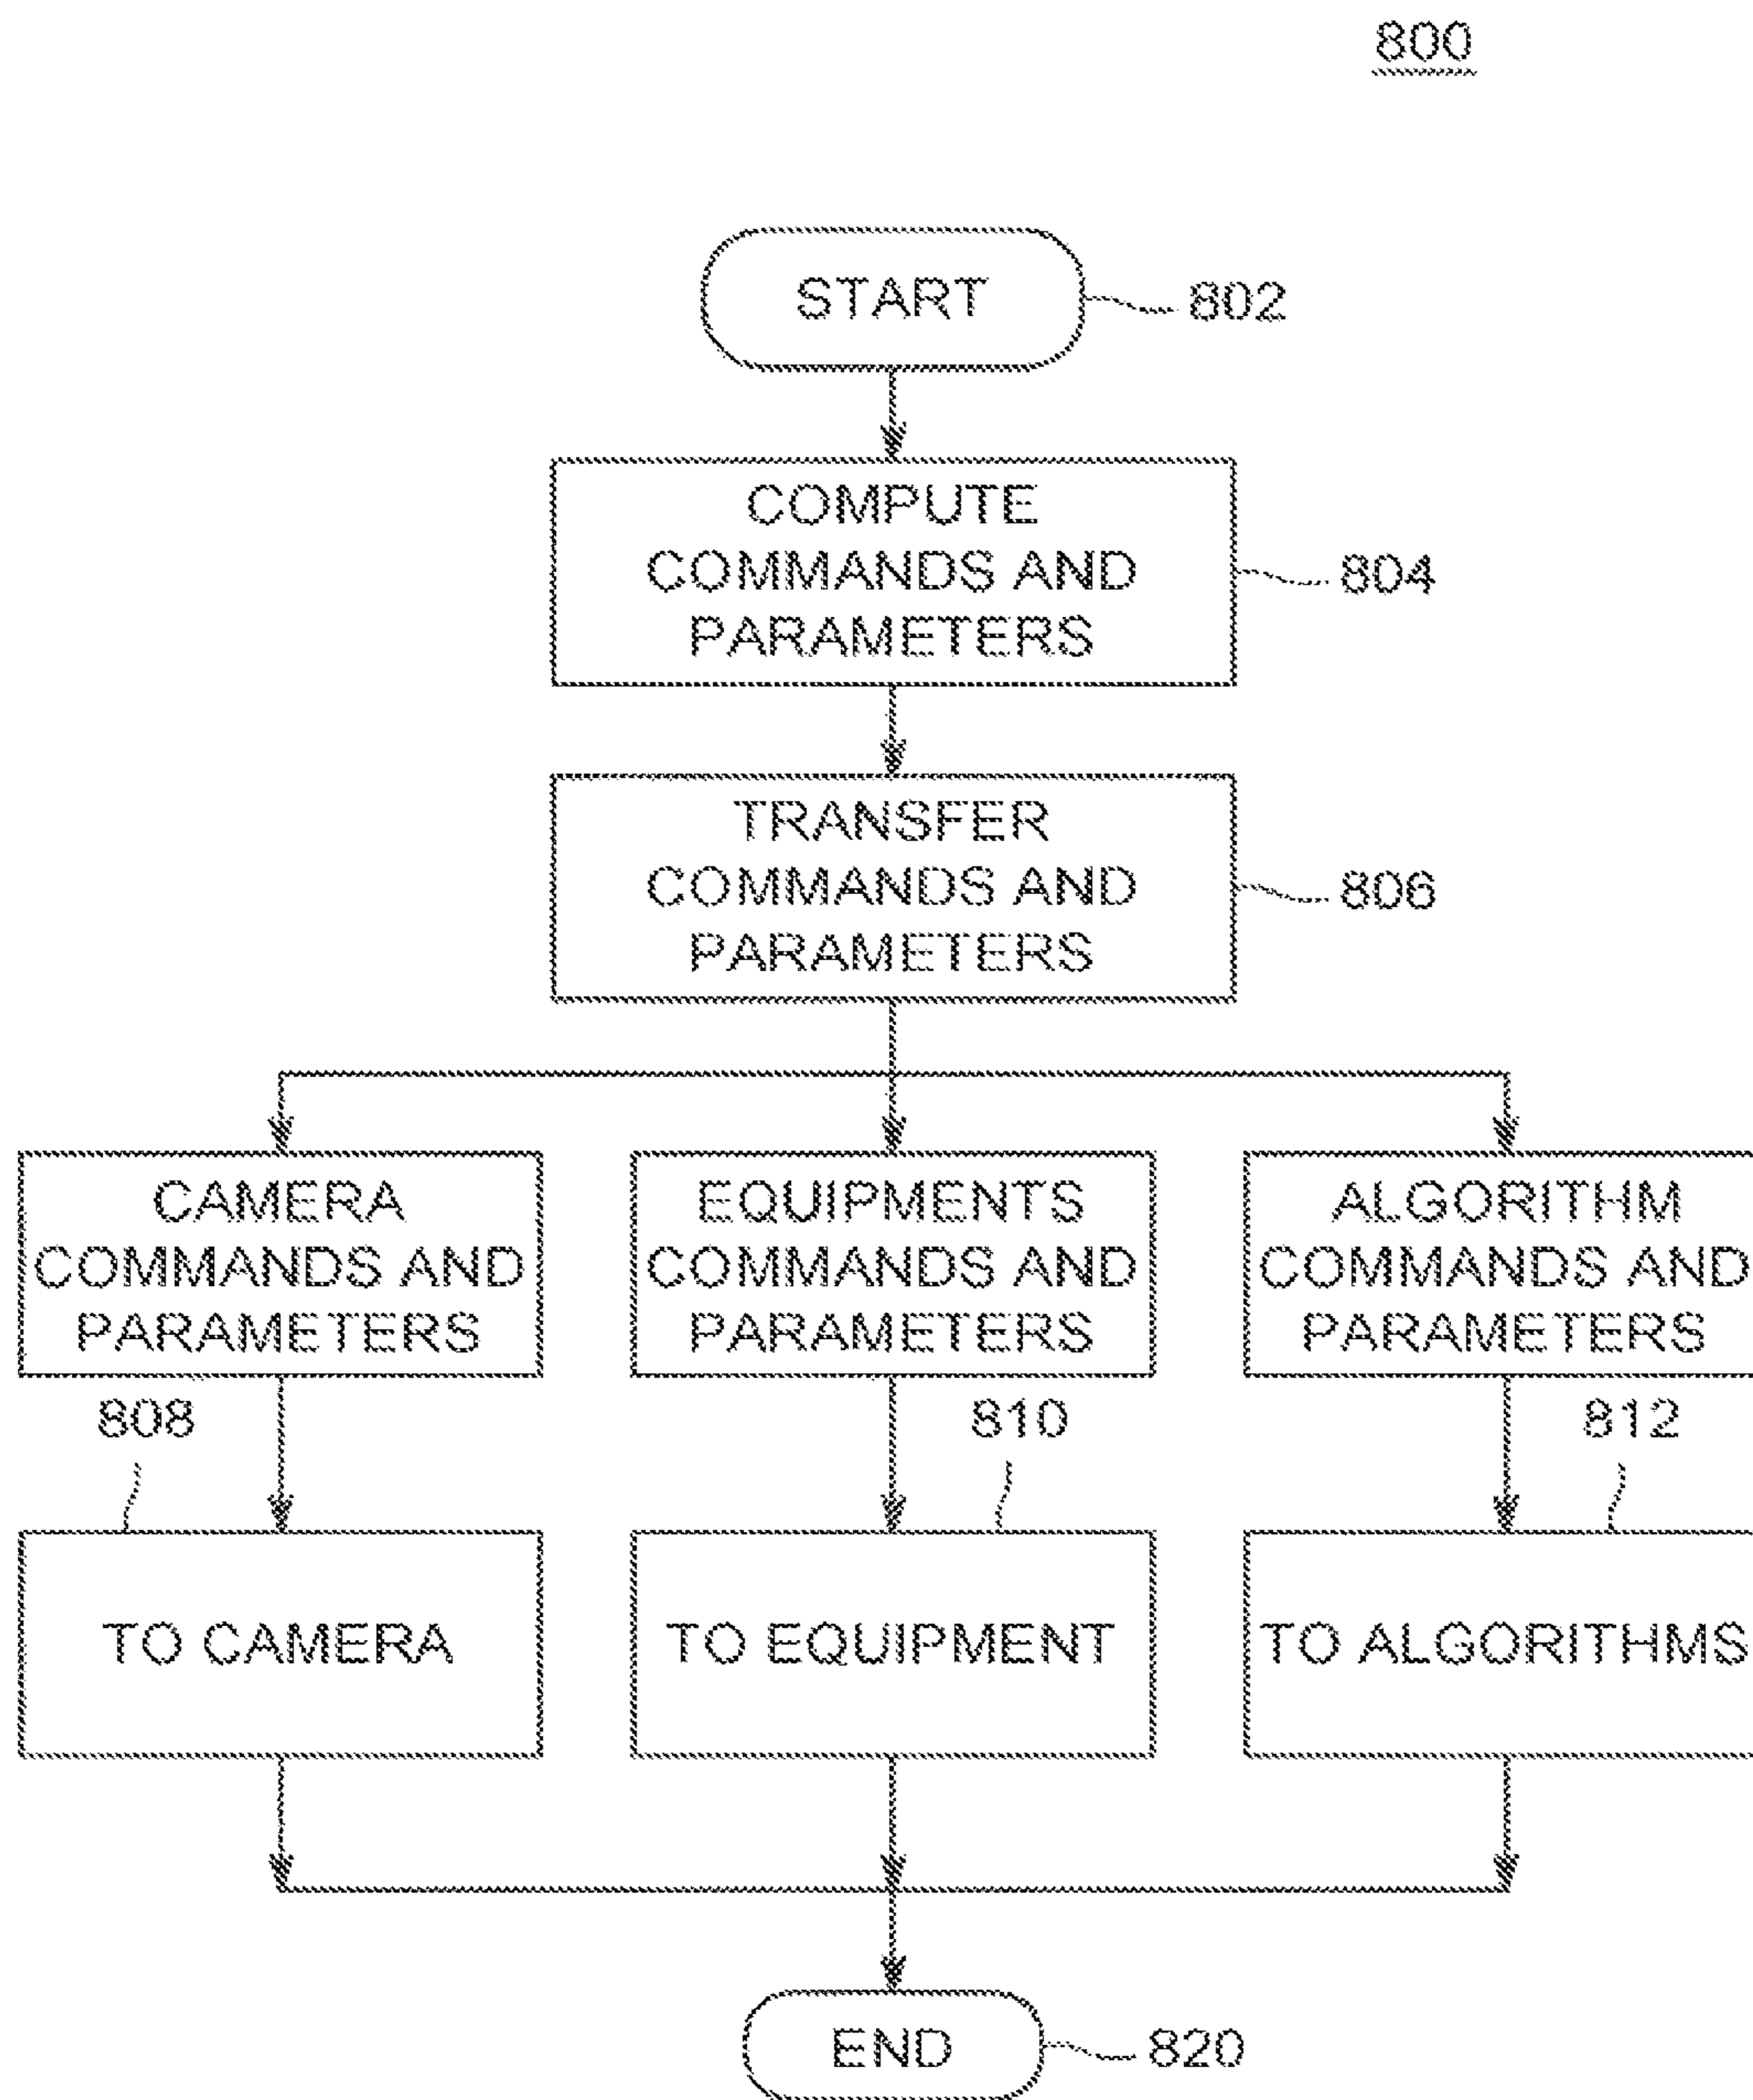 800
START
802
COMPUTE
COMMANDS AND
PARAMETERS
804
TRANSFER
COMMANDS AND
PARAMETERS
806
CAMERA
COMMANDS AND
PARAMETERS
EQUIPMENTS
COMMANDS AND
PARAMETERS
ALGORITHM
COMMANDS AND
PARAMETERS
808
810
812
TO CAMERA
TO EQUIPMENT
TO ALGORITHMS
END
820